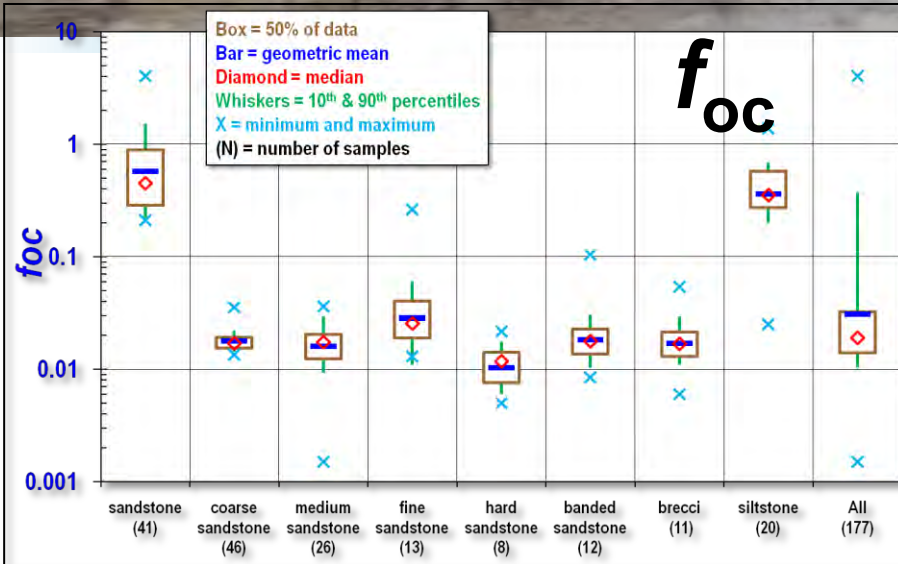 Box = 50% of data
Bar = geometric mean
Diamond = median
Whiskers = 10th & 90th percentiles
X = minimum and maximum
(N) = number of samples
foc
foc
10
1
0.1
0.01
0.001
sandstone
(41)
coarse
sandstone
(46)
medium
sandstone
(26)
fine
sandstone
(13)
hard
sandstone
(8)
banded
sandstone
(12)
brecci
(11)
siltstone
(20)
All
(177)